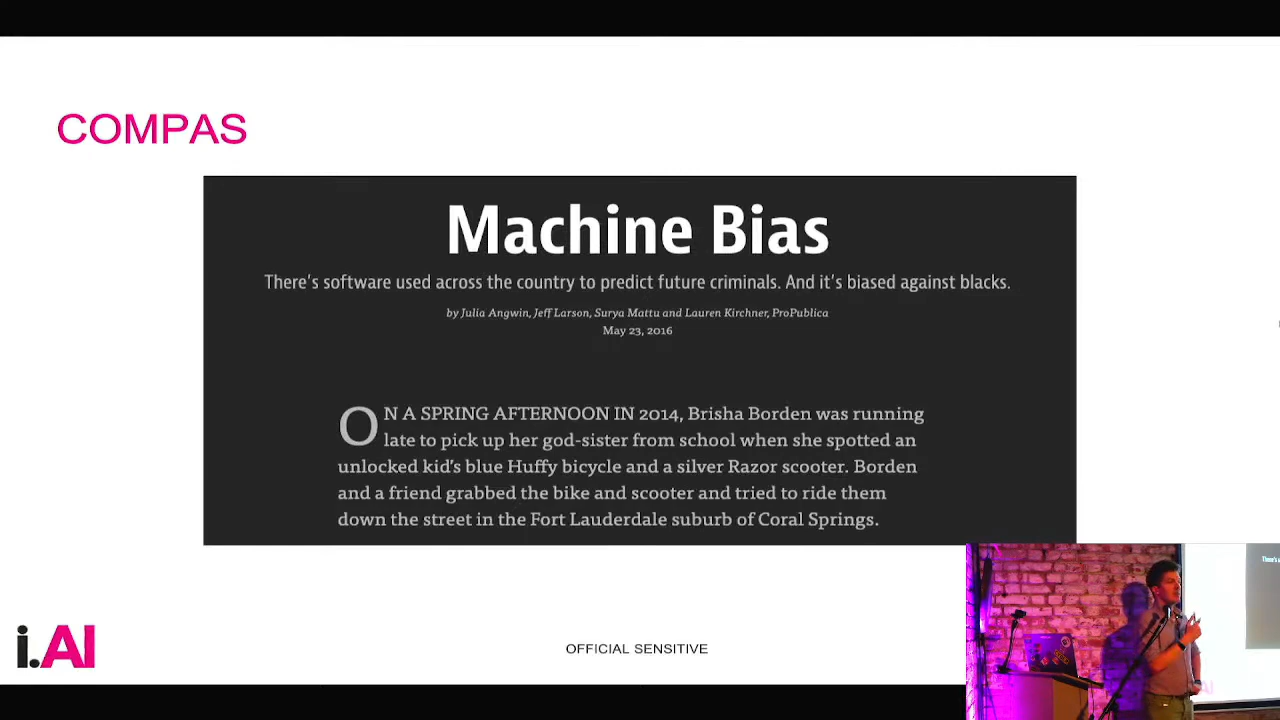 COMPAS
Machine Bias
There's software used across the country to predict future criminals. And it's biased against blacks.
by Julia Angwin, Jeff Larson, Surya Mattu and Lauren Kirchner, ProPublica
May 23, 2016
ON A SPRING AFTERNOON IN 2014, Brisha Borden was running
late to pick up her god-sister from school when she spotted an
unlocked kid's blue Huffy bicycle and a silver Razor scooter. Borden
and a friend grabbed the bike and scooter and tried to ride them
down the street in the Fort Lauderdale suburb of Coral Springs.
i.AI
OFFICIAL SENSITIVE
There's
AI